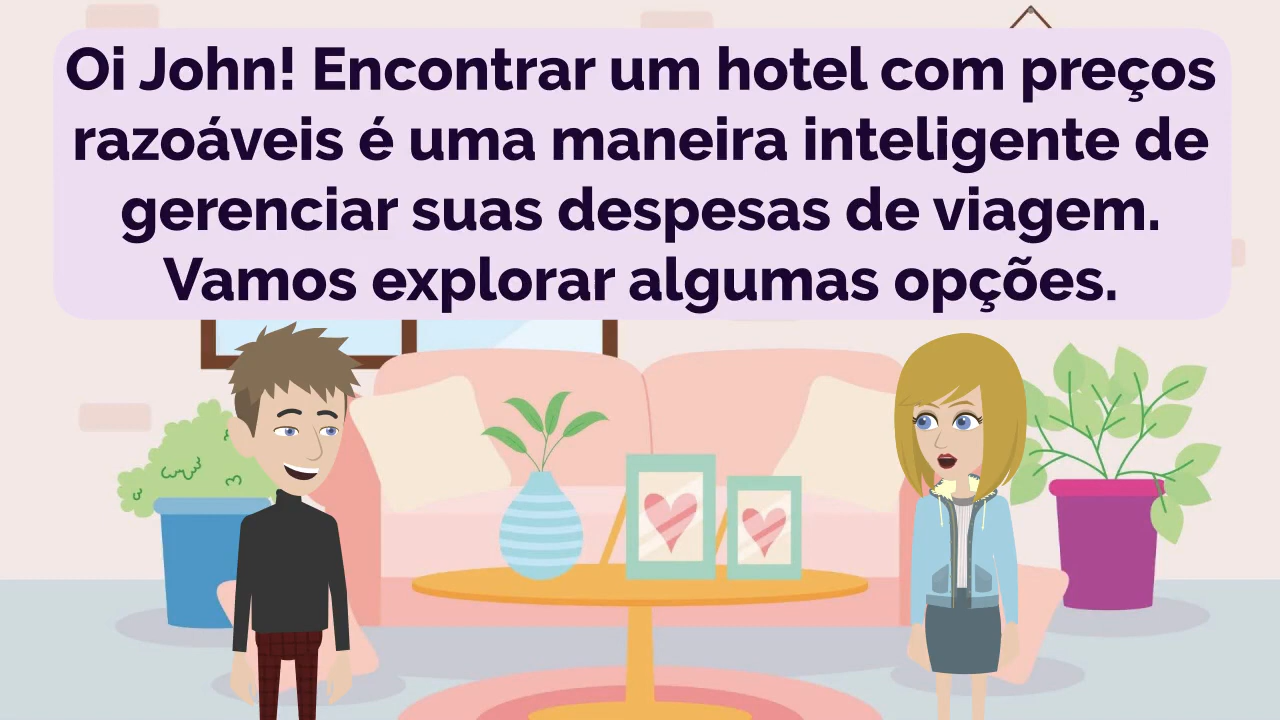 Oi John! Encontrar um hotel com preços
razoáveis é uma maneira inteligente de
gerenciar suas despesas de viagem.
Vamos explorar algumas opções.